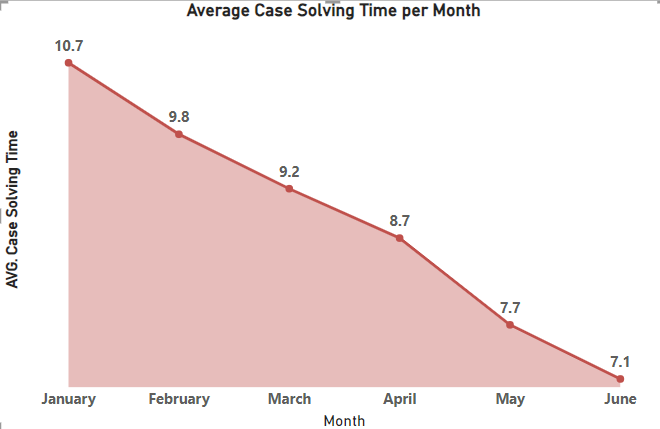 Average Case Solving Time per Month
10.7
9.8
9.2
8.7
7.7
7.1
AVG. Case Solving Time
January February March April May June
Month